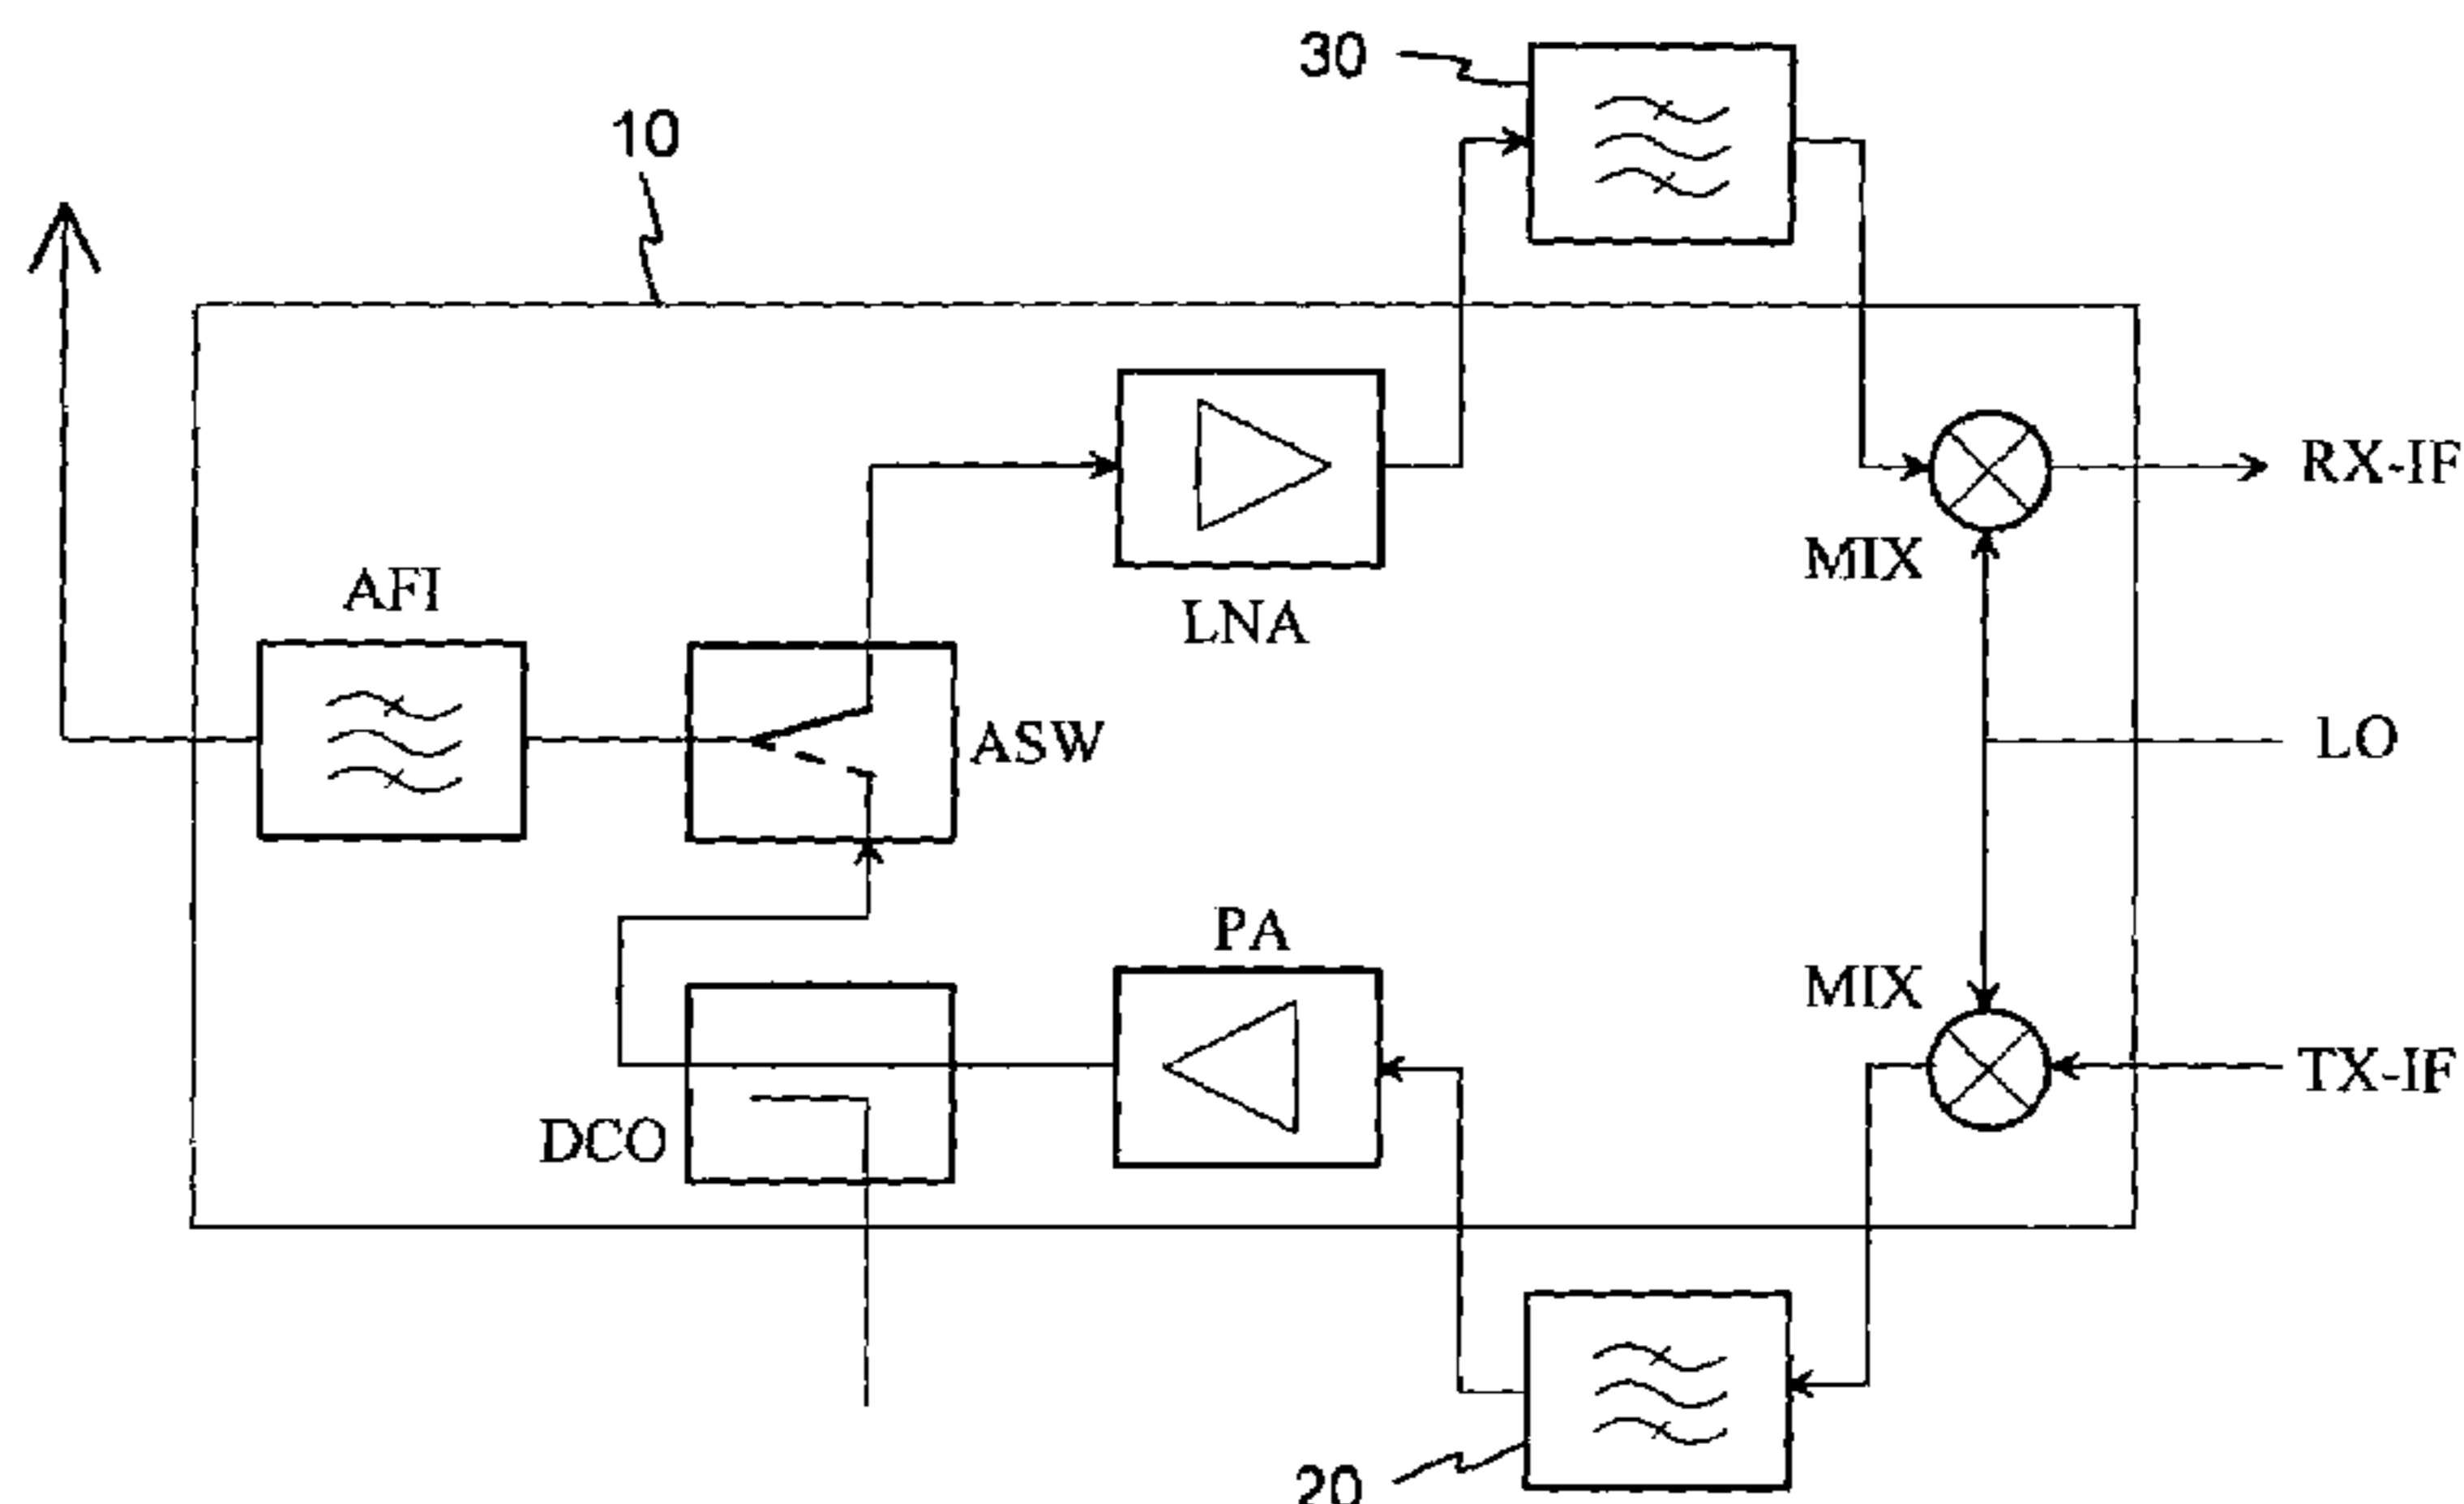 30
10
RX-IF
MIX
AFI
LNA
ASW
LO
PA
MIX
TX-IF
DCO
20